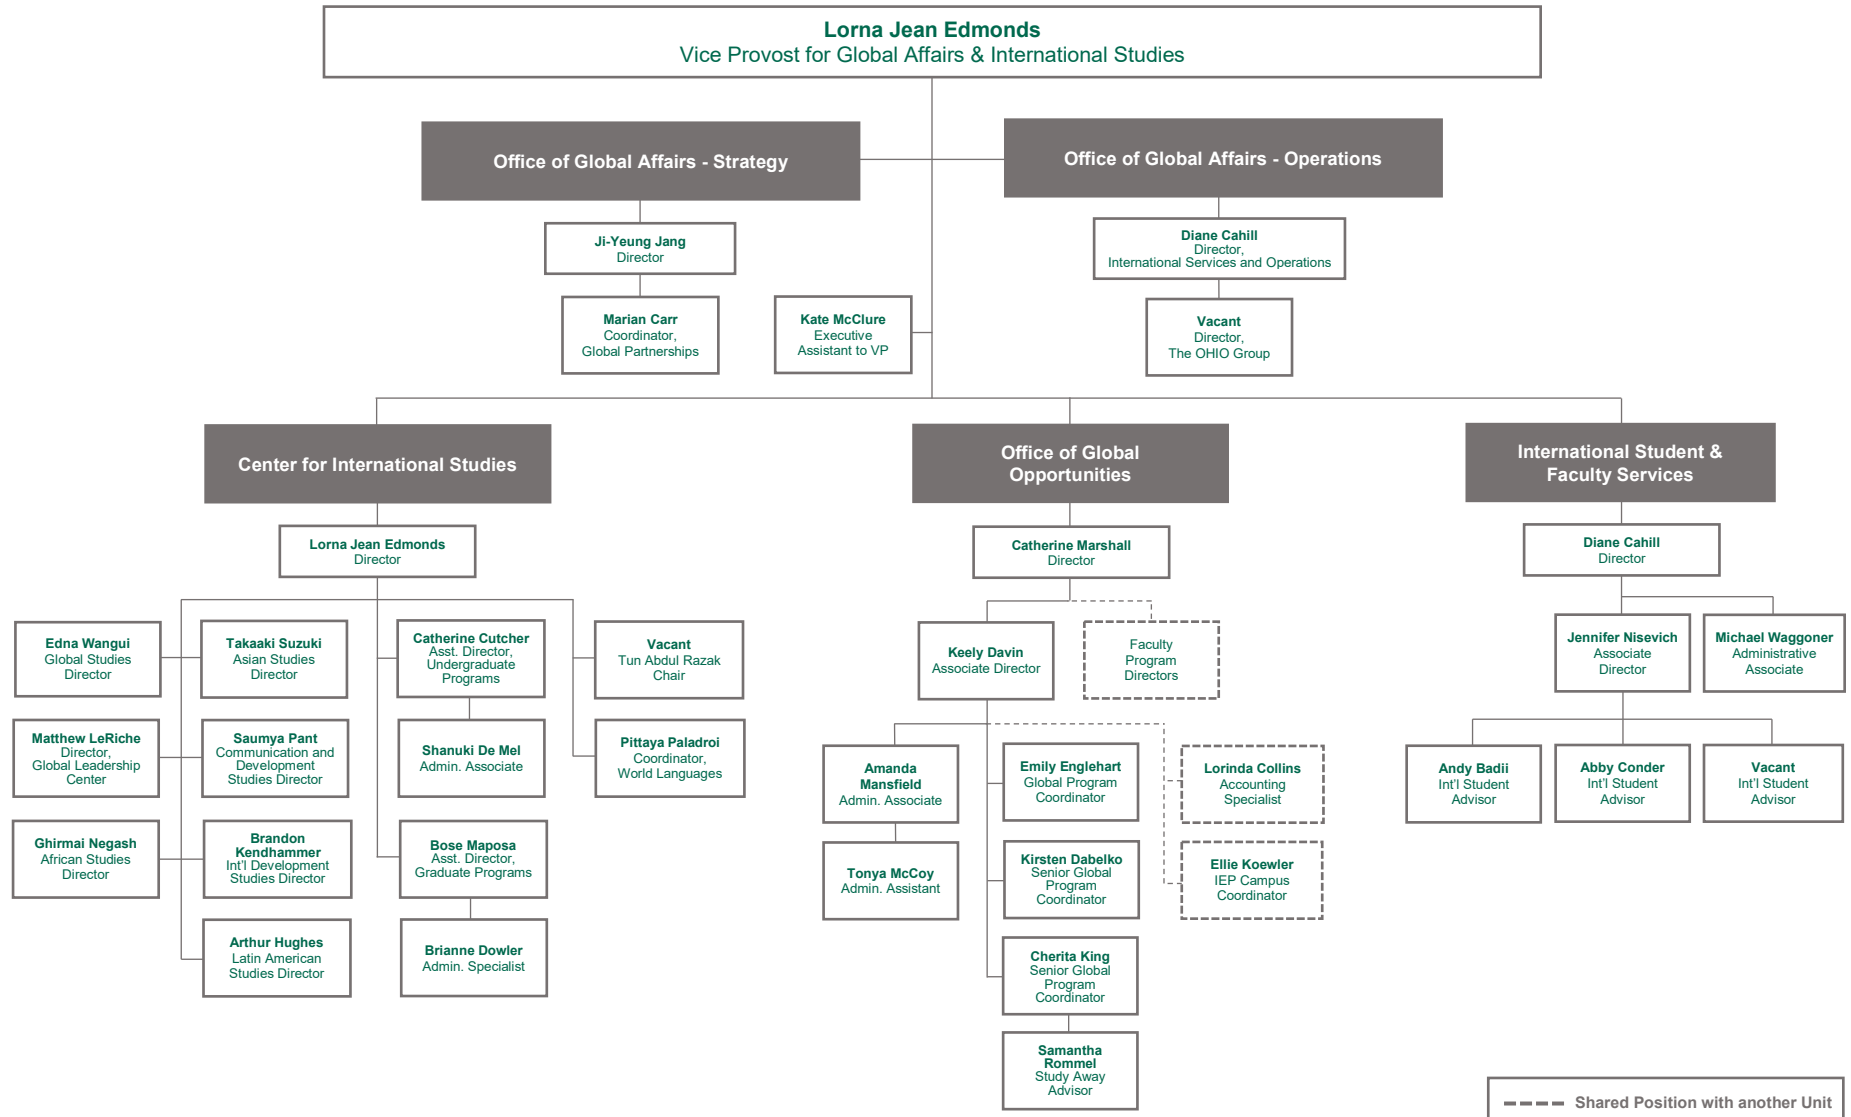 Lorna Jean Edmonds
Vice Provost for Global Affairs & International Studies
Office of Global Affairs - Strategy
Office of Global Affairs - Operations
Ji-Yeung Jang
Director
Diane Cahill
Director,
International Services and Operations
Marian Carr
Coordinator,
Global Partnerships
Kate McClure
Executive
Assistant to VP
Vacant
Director,
The OHIO Group
Center for International Studies
Office of Global
Opportunities
International Student &
Faculty Services
Lorna Jean Edmonds
Director
Catherine Marshall
Director
Diane Cahill
Director
Edna Wangui
Global Studies
Director
Takaaki Suzuki
Asian Studies
Director
Catherine Cutcher
Asst. Director,
Undergraduate
Programs
Vacant
Tun Abdul Razak
Chair
Keely Davin
Associate Director
Faculty
Program
Directors
Jennifer Nisevich
Associate
Director
Michael Waggoner
Administrative
Associate
Matthew LeRiche
Director,
Global Leadership
Center
Saumya Pant
Communication and
Development
Studies Director
Shanuki De Mel
Admin. Associate
Pittaya Paladroi
Coordinator,
World Languages
Amanda
Mansfield
Admin. Associate
Emily Englehart
Global Program
Coordinator
Lorinda Collins
Accounting
Specialist
Andy Badii
Int'l Student
Advisor
Abby Conder
Int'l Student
Advisor
Vacant
Int'l Student
Advisor
Ghirmai Negash
African Studies
Director
Brandon
Kendhammer
Int'l Development
Studies Director
Bose Maposa
Asst. Director,
Graduate Programs
Tonya McCoy
Admin. Assistant
Kirsten Dabelko
Senior Global
Program
Coordinator
Ellie Koewler
IEP Campus
Coordinator
Arthur Hughes
Latin American
Studies Director
Brianne Dowler
Admin. Specialist
Cherita King
Senior Global
Program
Coordinator
Samantha
Rommel
Study Away
Advisor
Shared Position with another Unit